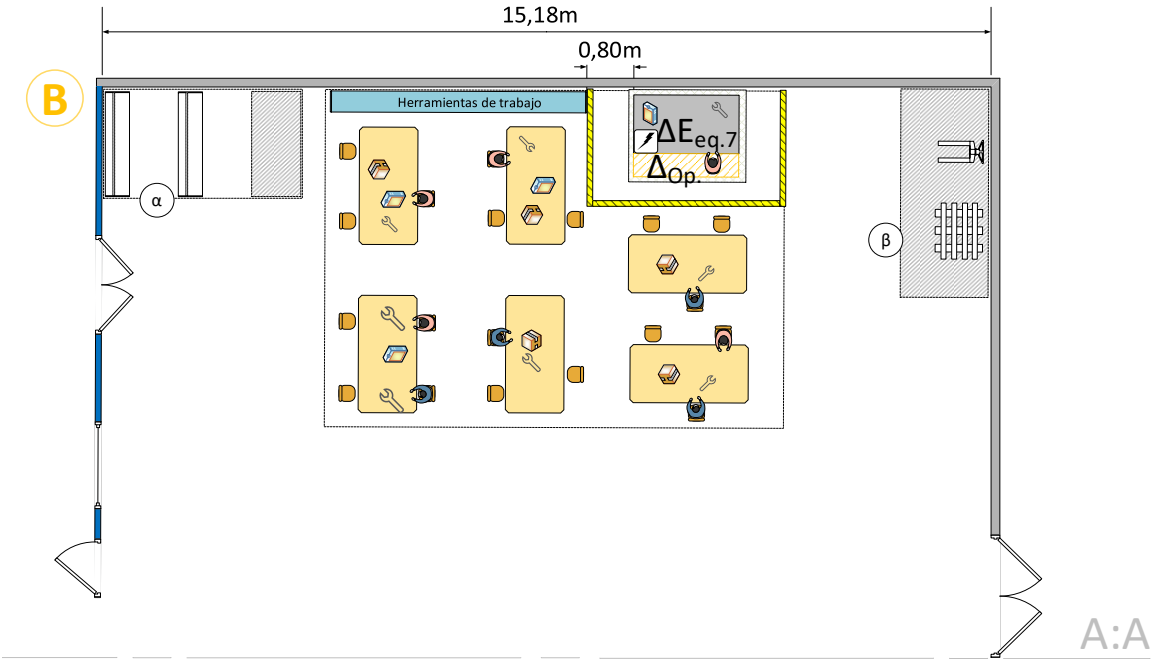 15,18m
0,80m
B
Herramientas de trabajo
ΔEeq.7
ΔOp.
α
β
A:A